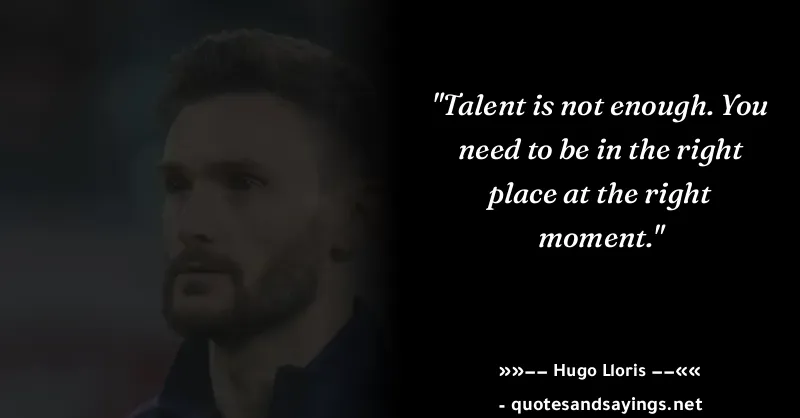 "Talent is not enough. You
need to be in the right
place at the right
moment."
»»−− Hugo Lloris −−««
- quotesandsayings.net